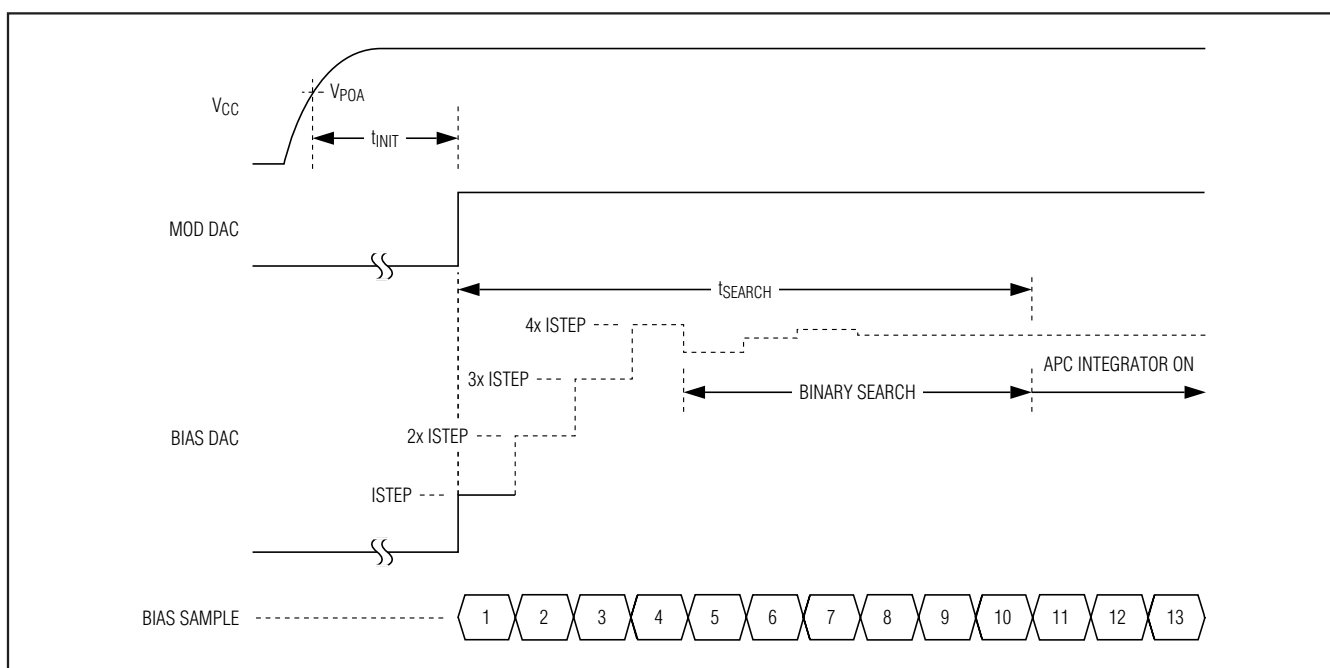 VCC
VPOA
tINIT
MOD DAC
tSEARCH
4x ISTEP
3x ISTEP
APC INTEGRATOR ON
BINARY SEARCH
BIAS DAC
2x ISTEP
ISTEP
BIAS SAMPLE
1 2 3 4 5 6 7 8 9 10 11 12 13